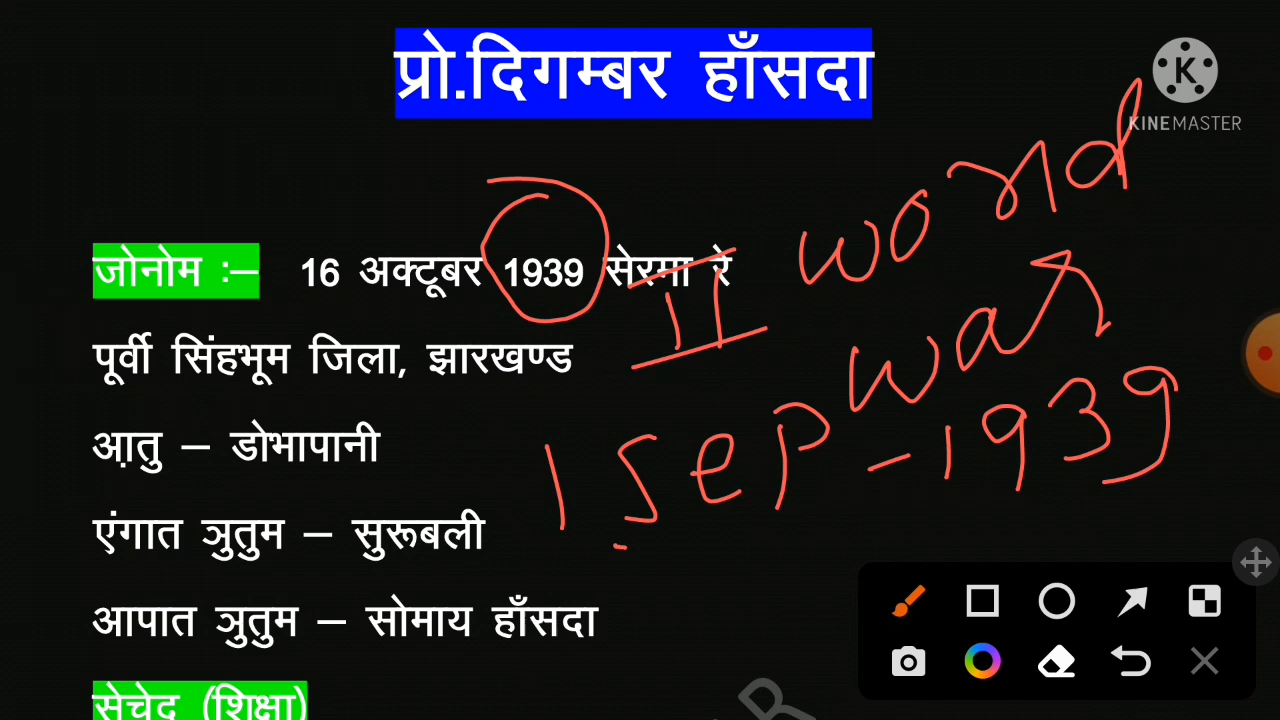 प्रो.दिगम्बर हाँसदा
KINEMASTER
जोनोम :– 16 अक्टूबर 1939 सेरमा रे
II world war
पूर्वी सिंहभूम जिला, झारखण्ड
1 Sep - 1939
आ़तु – डोभापानी
एंगात ञुतुम – सुरूबली
आपात ञुतुम – सोमाय हाँसदा
सेचेद (शिक्षा)